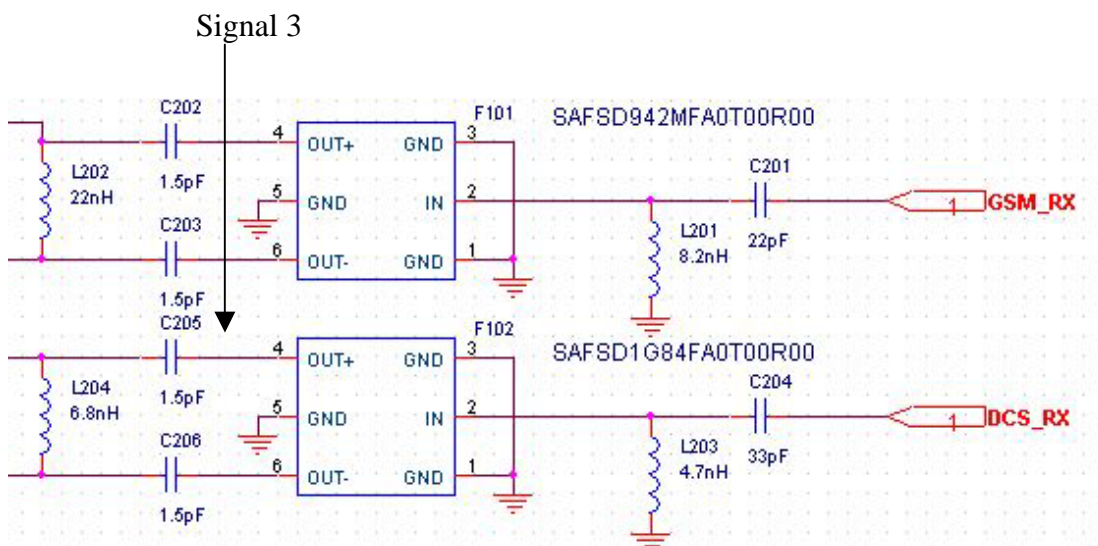 Signal 3
C202
1.5pF
L202
22nH
C203
1.5pF
4
OUT+
GND
3
5
GND
IN
2
6
OUT-
GND
1
F101
SAFSD942MFA0T00R00
C201
22pF
L201
8.2nH
1
GSM_RX
C205
1.5pF
L204
6.8nH
C206
1.5pF
4
OUT+
GND
3
5
GND
IN
2
6
OUT-
GND
1
F102
SAFSD1G84FA0T00R00
C204
33pF
L203
4.7nH
1
DCS_RX